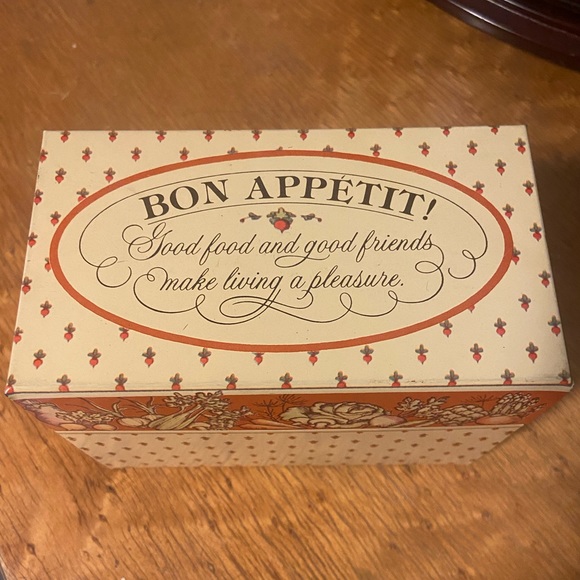 BON APPÉTIT!
Good food and good friends
make living a pleasure.